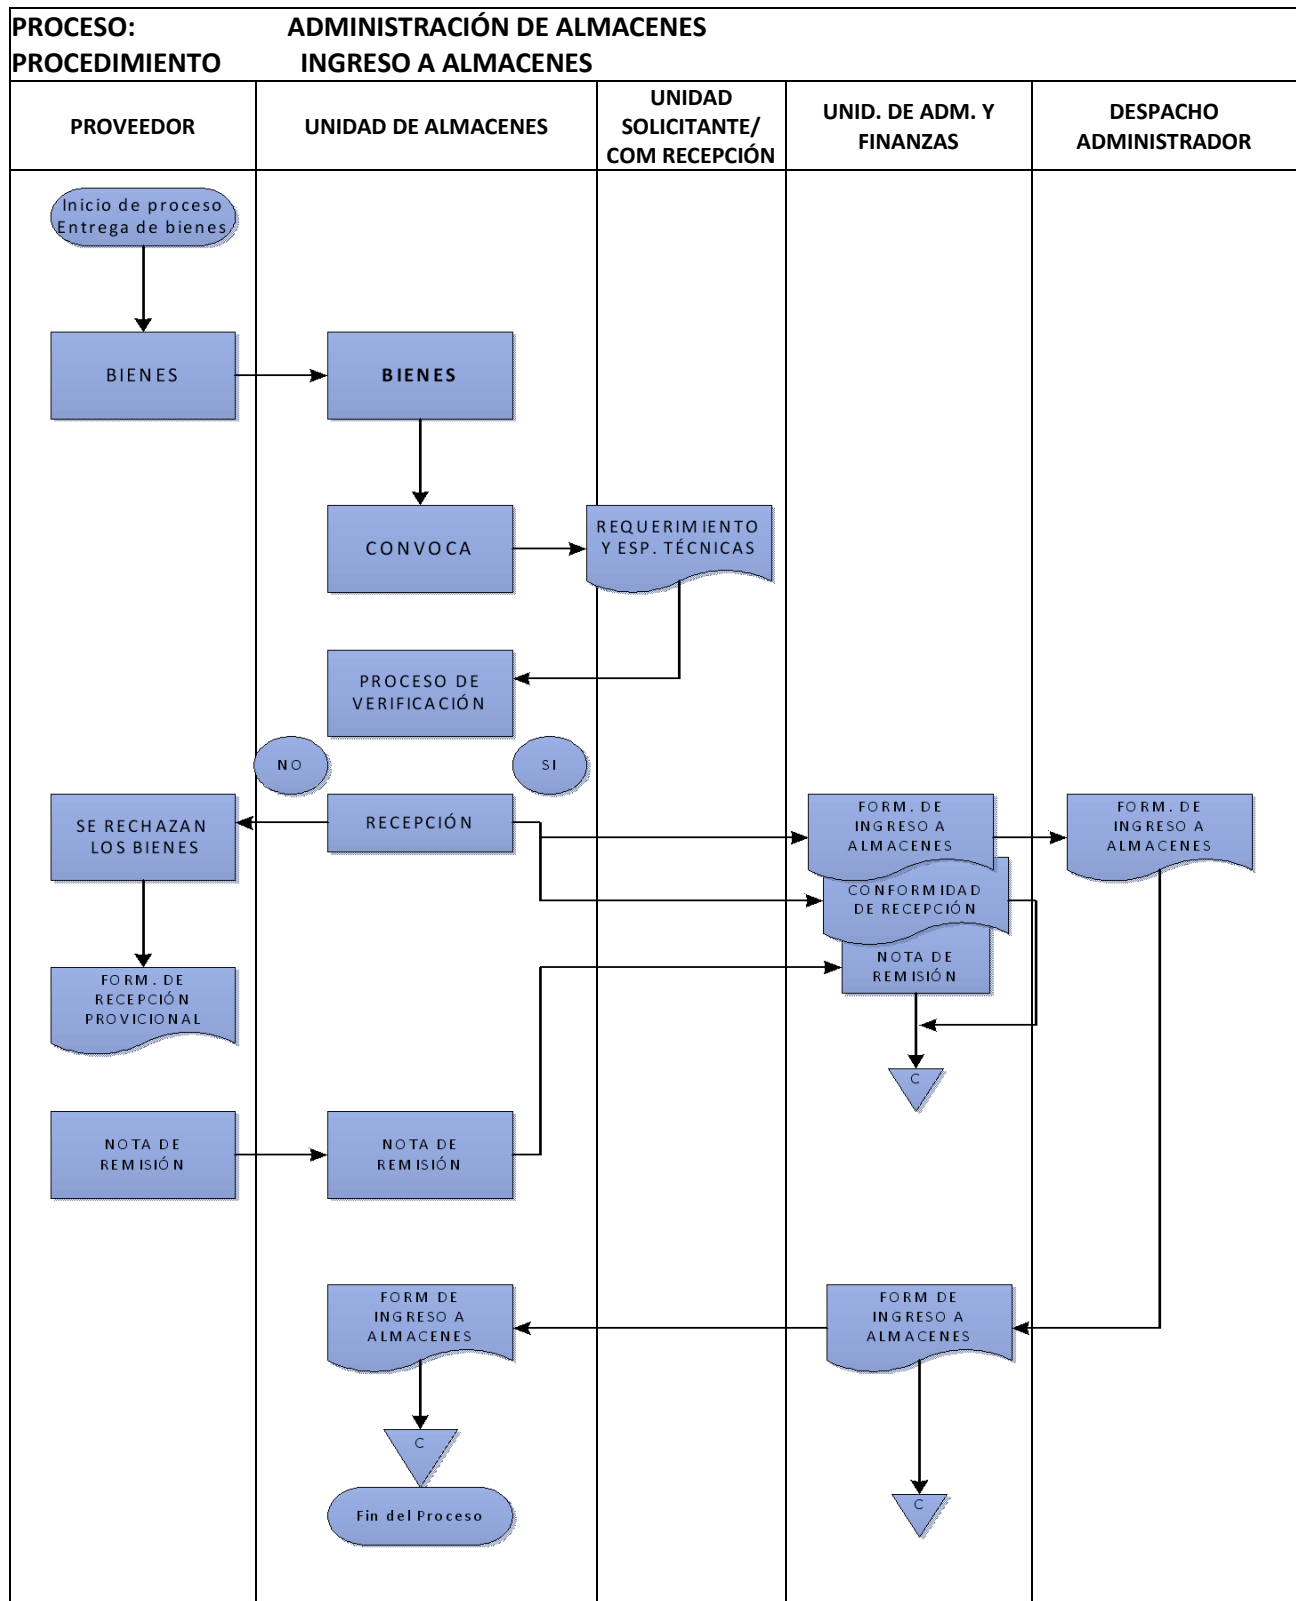 PROCESO: ADMINISTRACIÓN DE ALMACENES
PROCEDIMIENTO INGRESO A ALMACENES
PROVEEDOR
UNIDAD DE ALMACENES
UNIDAD
SOLICITANTE/
COM RECEPCIÓN
UNID. DE ADM. Y
FINANZAS
DESPACHO
ADMINISTRADOR
Inicio de proceso
Entrega de bienes
BIENES
BIENES
CONVOCA
REQUERIMIENTO
Y ESP. TÉCNICAS
PROCESO DE
VERIFICACIÓN
NO
SI
SE RECHAZAN
LOS BIENES
RECEPCIÓN
FORM. DE
INGRESO A
ALMACENES
FORM. DE
INGRESO A
ALMACENES
CONFORMIDAD
DE RECEPCIÓN
NOTA DE
REMISIÓN
FORM. DE
RECEPCIÓN
PROVICIONAL
C
NOTA DE
REMISIÓN
NOTA DE
REMISIÓN
FORM DE
INGRESO A
ALMACENES
FORM DE
INGRESO A
ALMACENES
C
Fin del Proceso
C